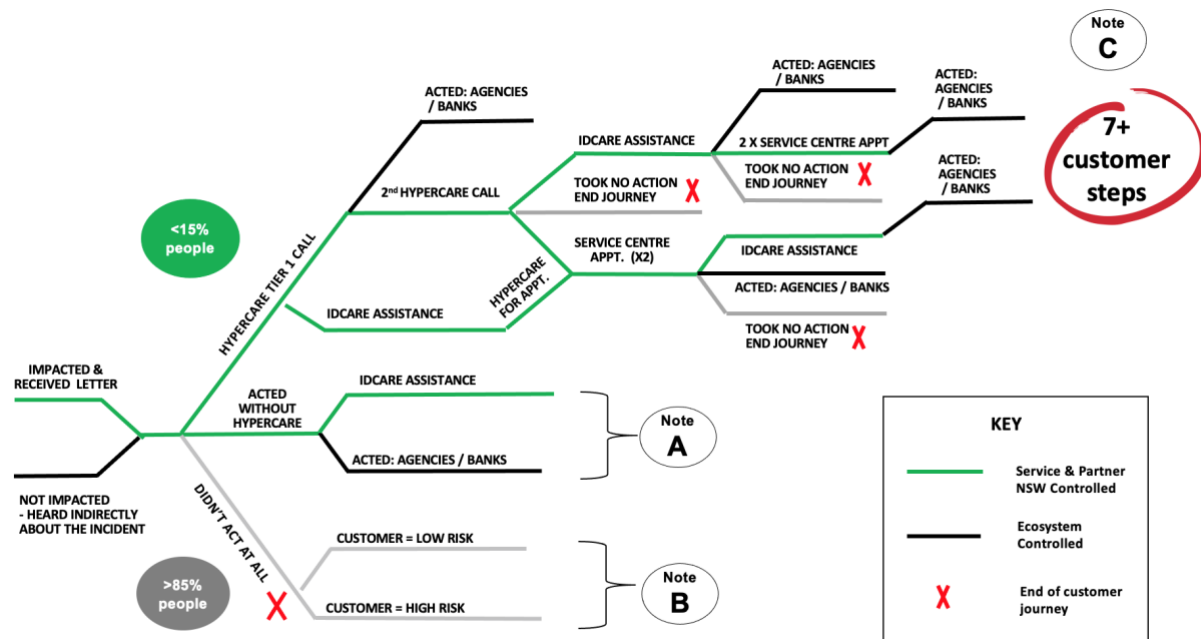 Note
C
7+
customer
steps
ACTED: AGENCIES
/ BANKS
ACTED: AGENCIES
/ BANKS
ACTED:
AGENCIES
/ BANKS
IDCARE ASSISTANCE
2 X SERVICE CENTRE APPT
2nd HYPERCARE CALL
TOOK NO ACTION
END JOURNEY
X
TOOK NO ACTION
END JOURNEY
X
ACTED:
AGENCIES
/ BANKS
<15%
people
HYPERCARE TIER 1 CALL
SERVICE CENTRE
APPT. (X2)
IDCARE ASSISTANCE
HYPERCARE
FOR APPT.
IDCARE ASSISTANCE
ACTED: AGENCIES / BANKS
TOOK NO ACTION
END JOURNEY
X
IMPACTED &
RECEIVED LETTER
ACTED
WITHOUT
HYPERCARE
IDCARE ASSISTANCE
ACTED: AGENCIES / BANKS
Note
A
NOT IMPACTED
- HEARD INDIRECTLY
ABOUT THE INCIDENT
DIDN'T ACT AT ALL
X
>85%
people
CUSTOMER = LOW RISK
CUSTOMER = HIGH RISK
Note
B
KEY
Service & Partner
NSW Controlled
Ecosystem
Controlled
X
End of customer
journey